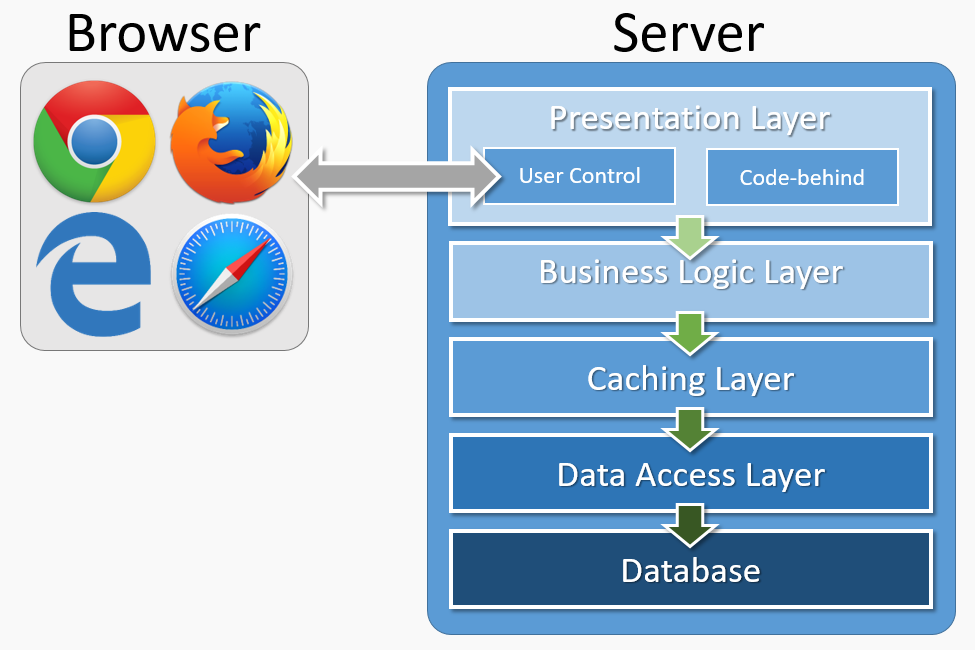 Browser
Server
Presentation Layer
User Control
Code-behind
Business Logic Layer
Caching Layer
Data Access Layer
Database